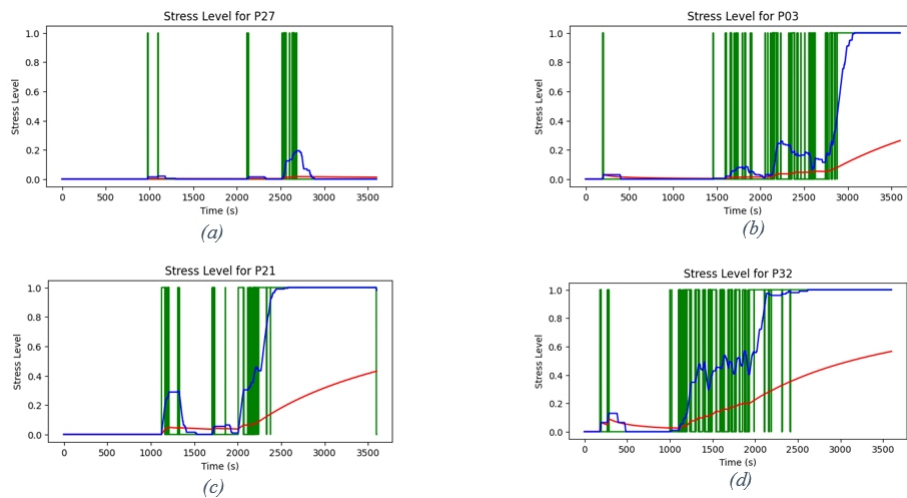 Stress Level for P27
Stress Level
1.0
0.8
0.6
0.4
0.2
0.0
0 500 1000 1500 2000 2500 3000 3500
Time (s)
(a)
Stress Level for P03
Stress Level
1.0
0.8
0.6
0.4
0.2
0.0
0 500 1000 1500 2000 2500 3000 3500
Time (s)
(b)
Stress Level for P21
Stress Level
1.0
0.8
0.6
0.4
0.2
0.0
0 500 1000 1500 2000 2500 3000 3500
Time (s)
(c)
Stress Level for P32
Stress Level
1.0
0.8
0.6
0.4
0.2
0.0
0 500 1000 1500 2000 2500 3000 3500
Time (s)
(d)